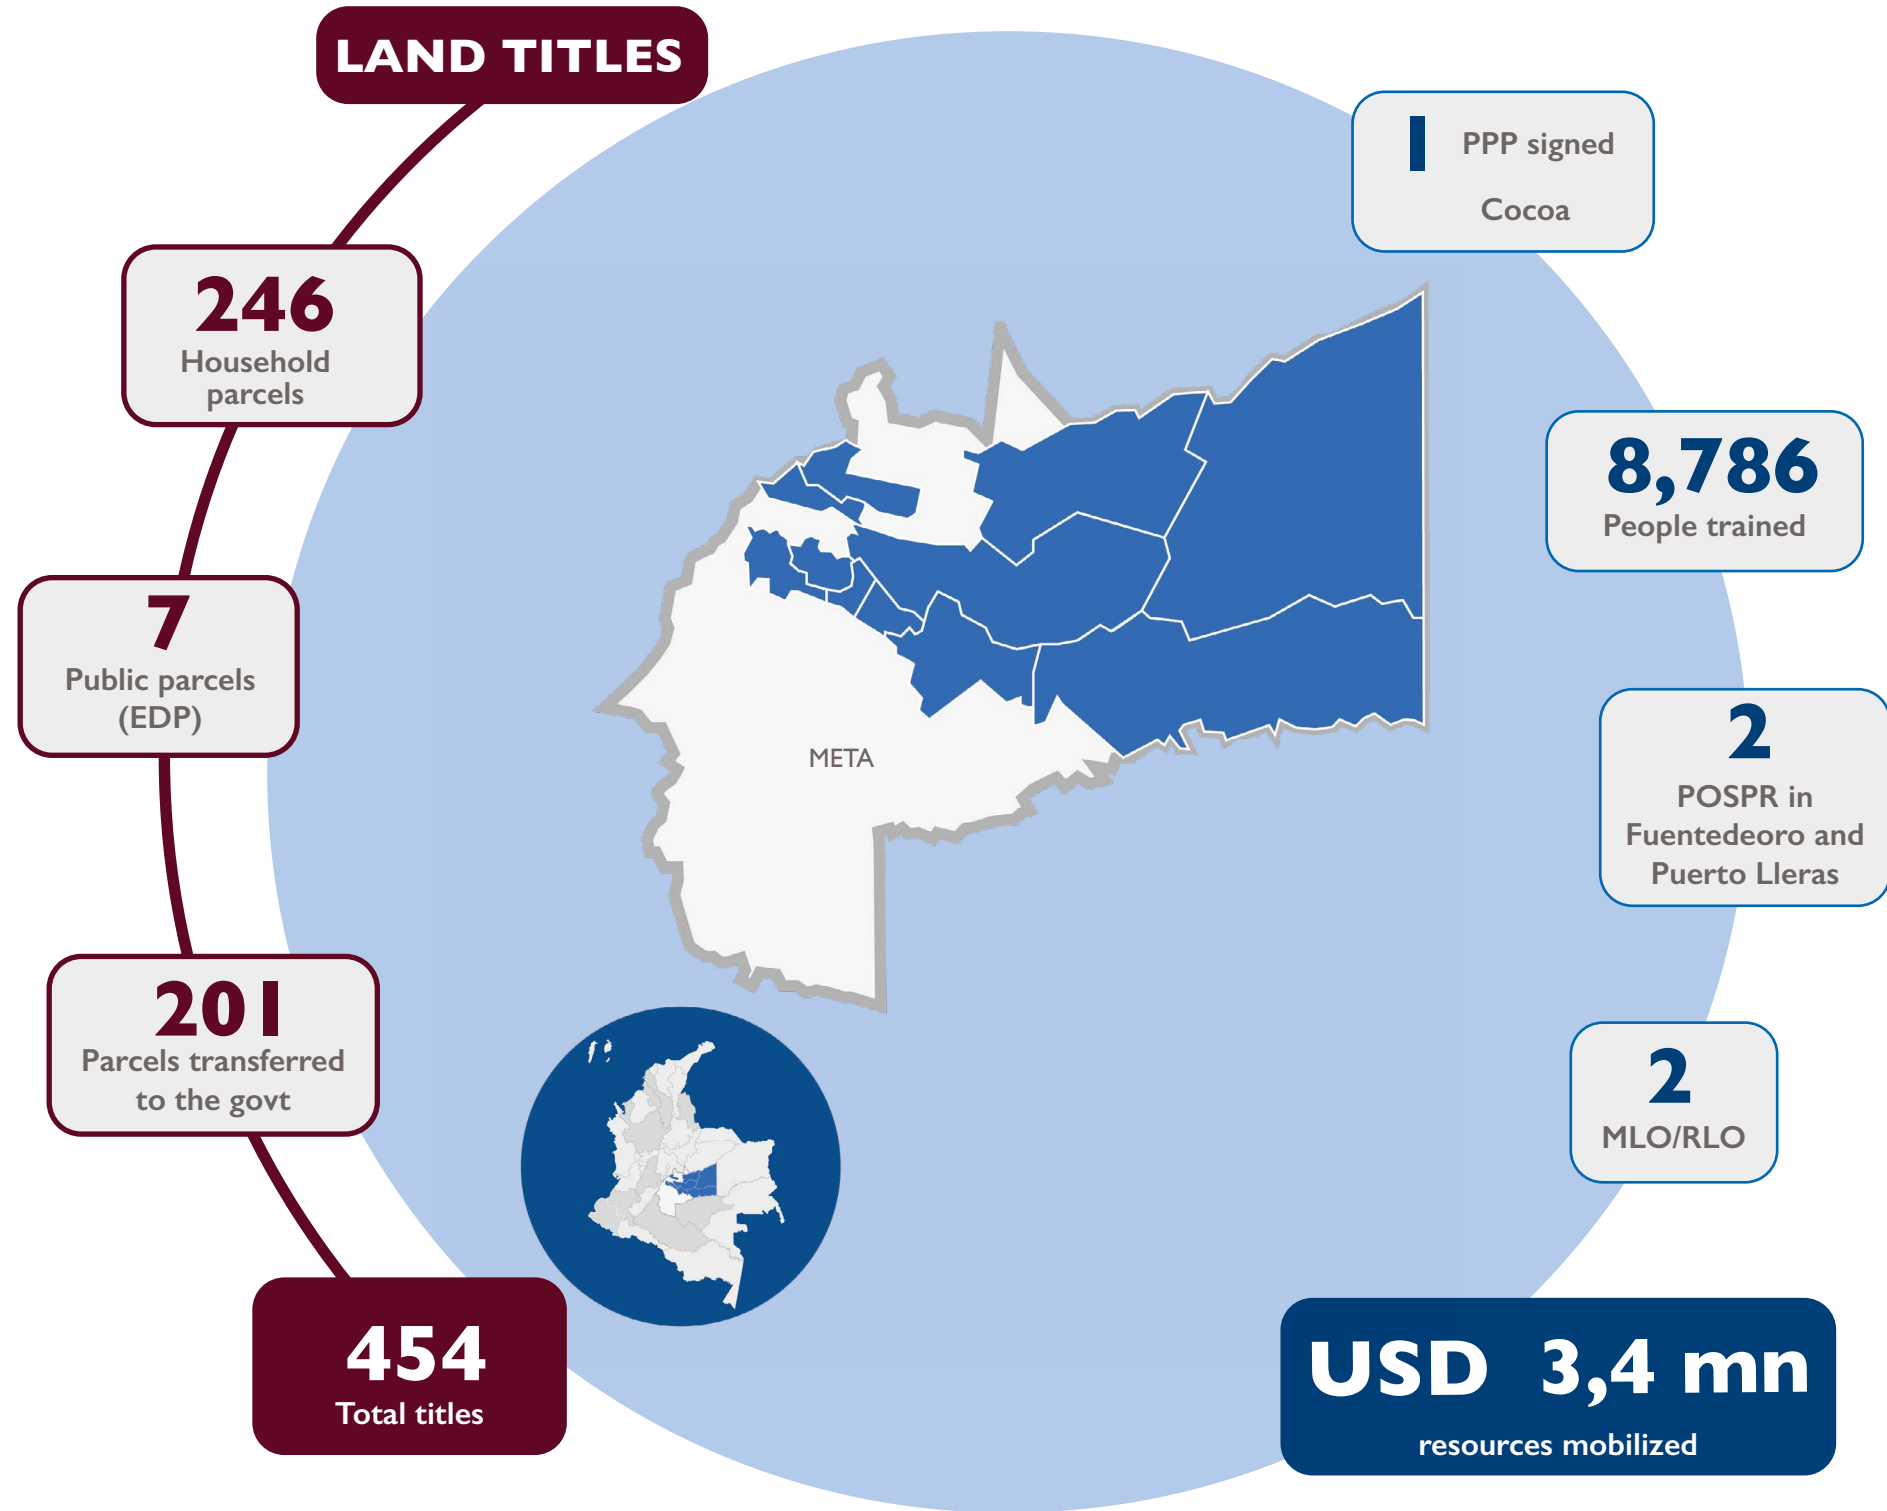 LAND TITLES
246
Household
parcels
7
Public parcels
(EDP)
201
Parcels transferred
to the govt
454
Total titles
META
1 PPP signed
Cocoa
8,786
People trained
2
POSPR in
Fuentedeoro and
Puerto Lleras
2
MLO/RLO
USD 3,4 mn
resources mobilized